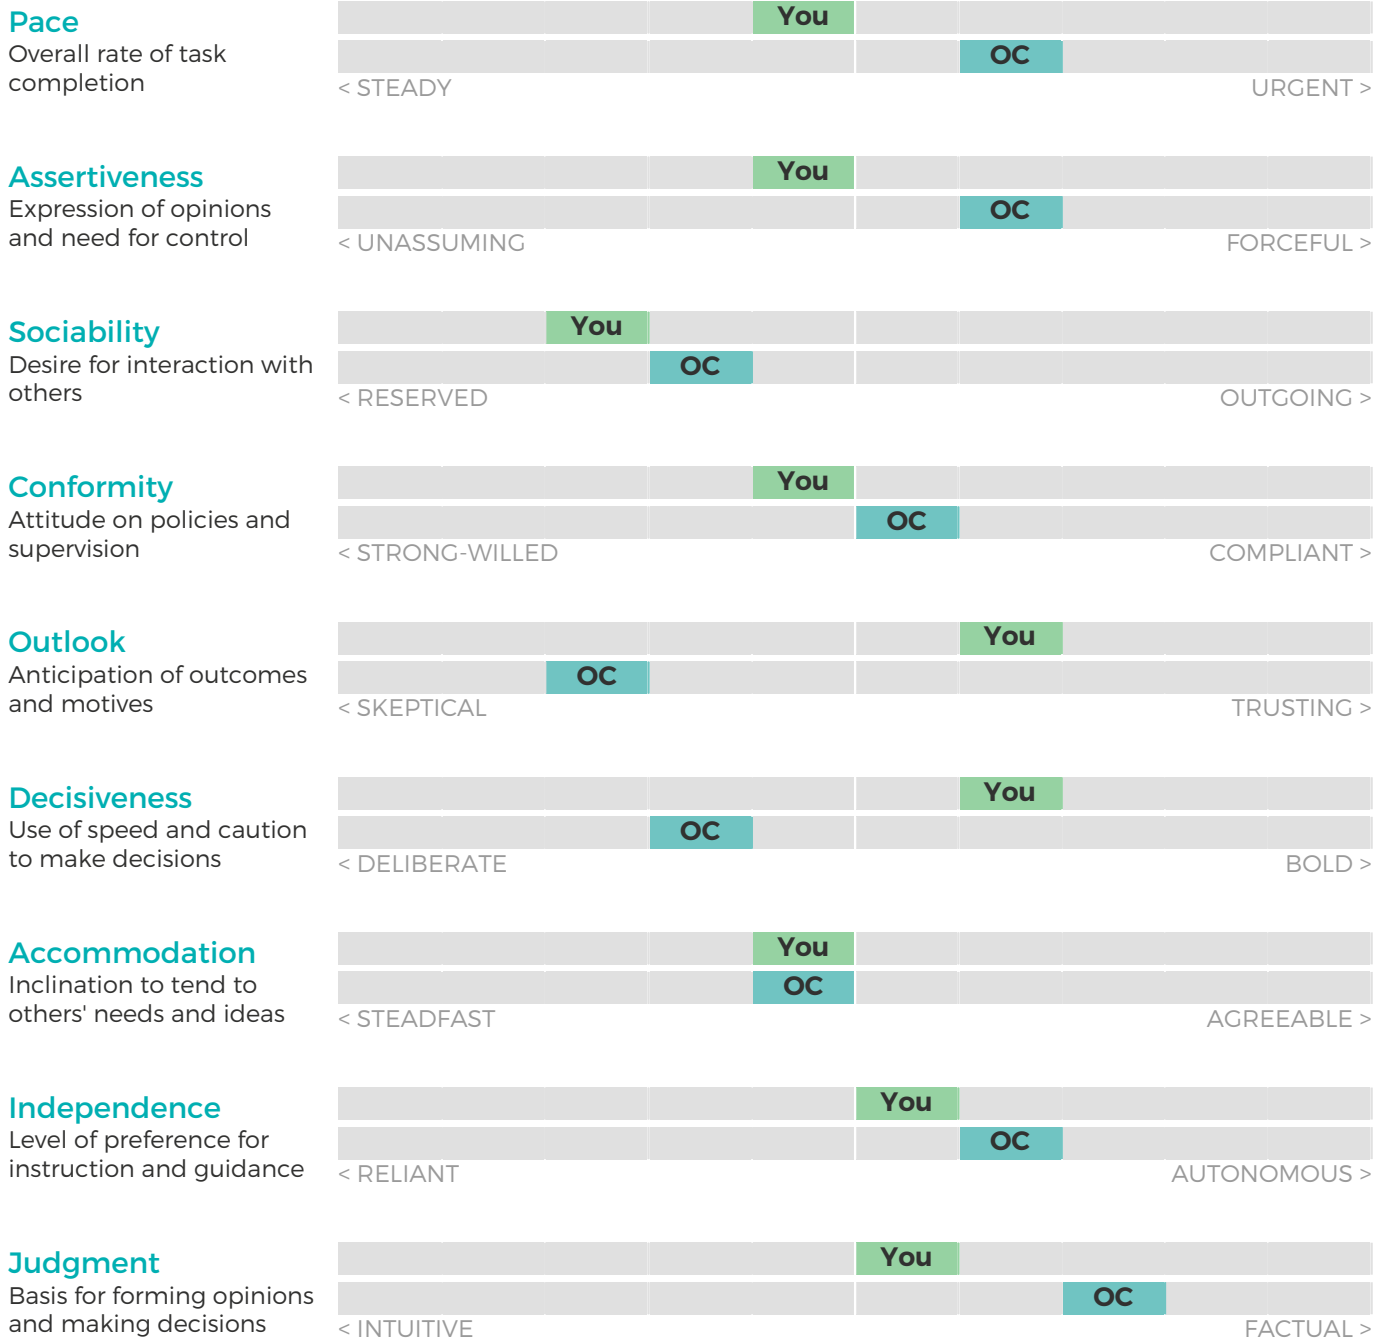 Pace
Overall rate of task
completion
You
OC
< STEADY
URGENT >
Assertiveness
Expression of opinions
and need for control
You
OC
< UNASSUMING
FORCEFUL >
Sociability
Desire for interaction with
others
You
OC
< RESERVED
OUTGOING >
Conformity
Attitude on policies and
supervision
You
OC
< STRONG-WILLED
COMPLIANT >
Outlook
Anticipation of outcomes
and motives
You
OC
< SKEPTICAL
TRUSTING >
Decisiveness
Use of speed and caution
to make decisions
You
OC
< DELIBERATE
BOLD >
Accommodation
Inclination to tend to
others' needs and ideas
You
OC
< STEADFAST
AGREEABLE >
Independence
Level of preference for
instruction and guidance
You
OC
< RELIANT
AUTONOMOUS >
Judgment
Basis for forming opinions
and making decisions
You
OC
< INTUITIVE
FACTUAL >